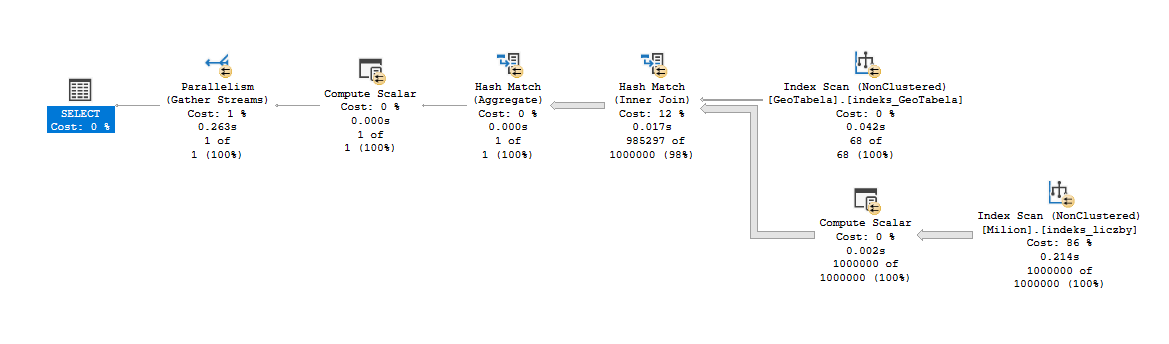 SELECT
Cost: 0 %
Parallelism
(Gather Streams)
Cost: 1 %
0.263s
1 of
1 (100%)
Compute Scalar
Cost: 0 %
0.000s
1 of
1 (100%)
Hash Match
(Aggregate)
Cost: 0 %
0.000s
1 of
1 (100%)
Hash Match
(Inner Join)
Cost: 12 %
0.017s
985297 of
1000000 (98%)
Index Scan (NonClustered)
[GeoTabela].[indeks_GeoTabela]
Cost: 0 %
0.042s
68 of
68 (100%)
Compute Scalar
Cost: 0 %
0.002s
1000000 of
1000000 (100%)
Index Scan (NonClustered)
[Milion].[indeks_liczby]
Cost: 86 %
0.214s
1000000 of
1000000 (100%)